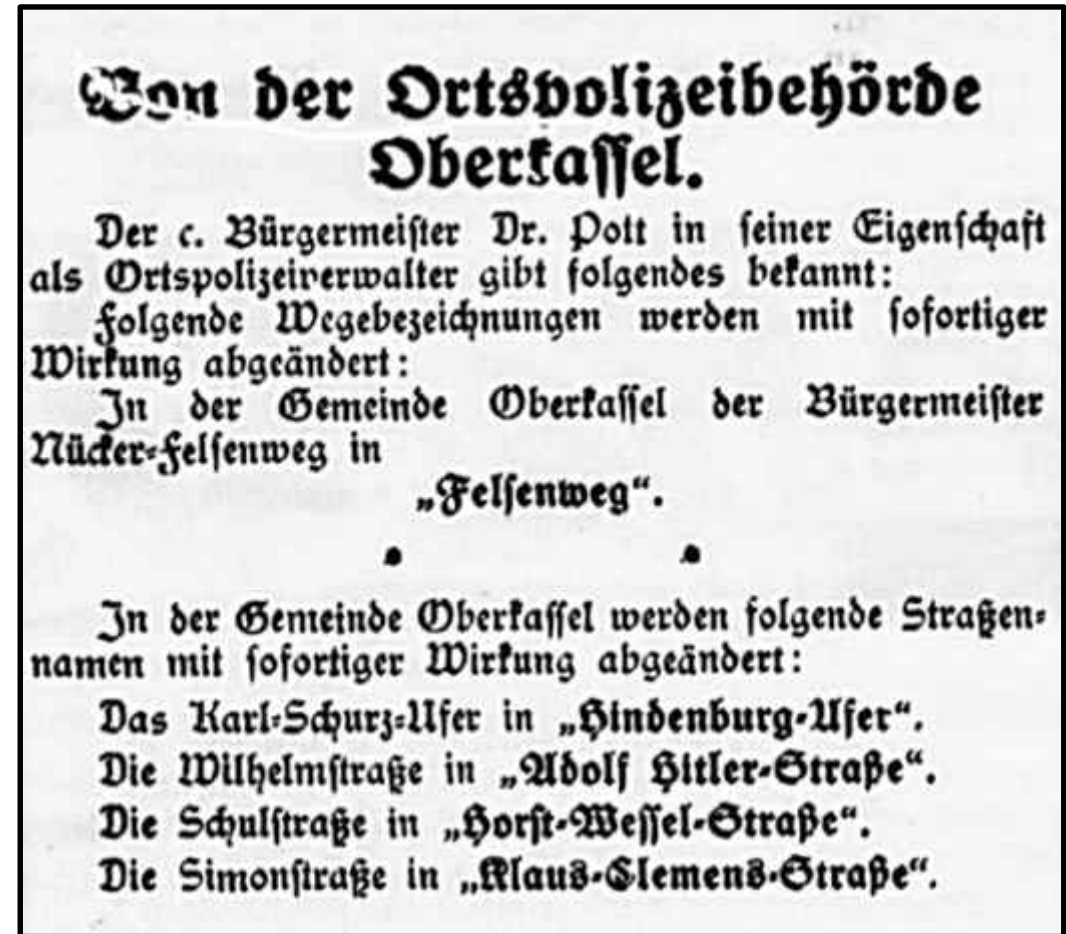 Von der Ortspolizeibehörde
Oberkassel.
Der c. Bürgermeister Dr. Pott in seiner Eigenschaft
als Ortspolizeiverwalter gibt folgendes bekannt:
Folgende Wegebezeichnungen werden mit sofortiger
Wirkung abgeändert:
In der Gemeinde Oberkassel der Bürgermeister
Nücker-Felsenweg in
„Felsenweg“.
In der Gemeinde Oberkassel werden folgende Straßen-
namen mit sofortiger Wirkung abgeändert:
Das Karl-Schurz-Ufer in „Hindenburg-Ufer“.
Die Wilhelmstraße in „Adolf Hitler-Straße“.
Die Schulstraße in „Horst-Wessel-Straße“.
Die Simonstraße in „Klaus-Clemens-Straße“.